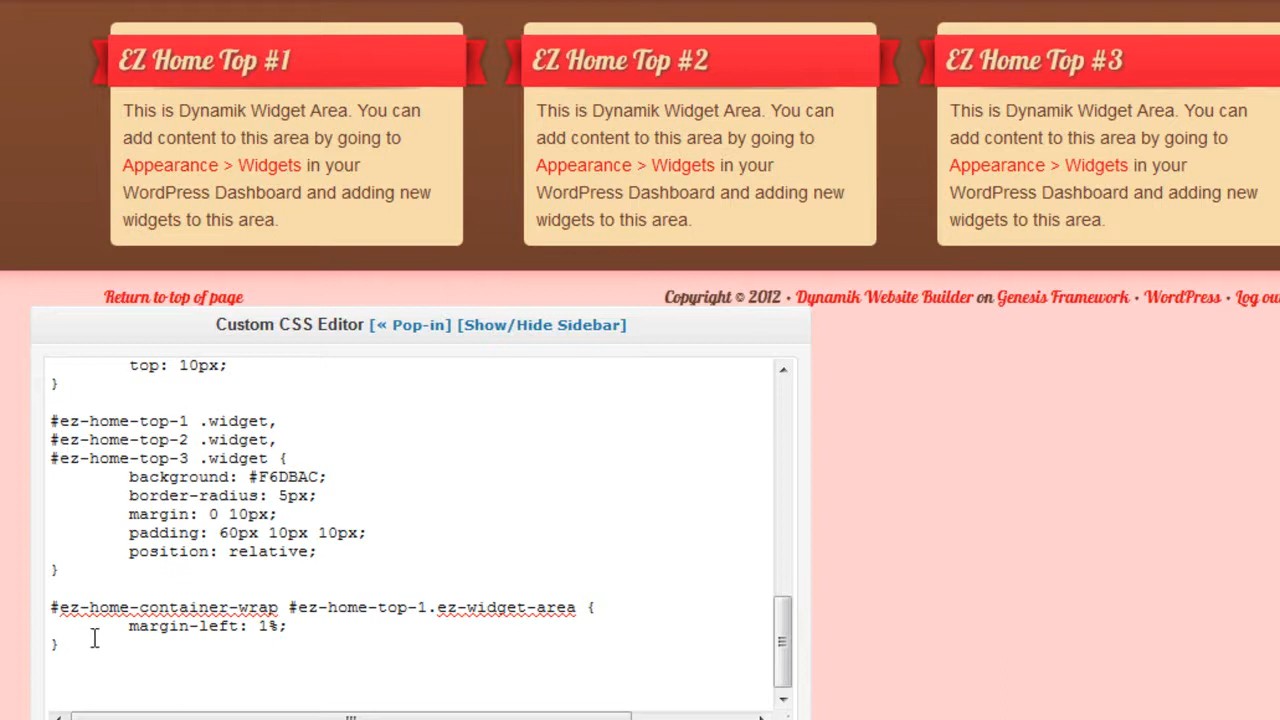 EZ Home Top #1
This is Dynamik Widget Area. You can
add content to this area by going to
Appearance > Widgets in your
WordPress Dashboard and adding new
widgets to this area.
EZ Home Top #2
This is Dynamik Widget Area. You can
add content to this area by going to
Appearance > Widgets in your
WordPress Dashboard and adding new
widgets to this area.
EZ Home Top #3
This is Dynamik Widget Area. You can
add content to this area by going to
Appearance > Widgets in your
WordPress Dashboard and adding new
widgets to this area.
Return to top of page
Copyright © 2012 · Dynamik Website Builder on Genesis Framework · WordPress · Log
Custom CSS Editor [« Pop-in] [Show/Hide Sidebar]
top: 10px;
}
#ez-home-top-1 .widget,
#ez-home-top-2 .widget,
#ez-home-top-3 .widget {
background: #F6DBAC;
border-radius: 5px;
margin: 0 10px;
padding: 60px 10px 10px;
position: relative;
}
#ez-home-container-wrap #ez-home-top-1.ez-widget-area {
margin-left: 1%;
}